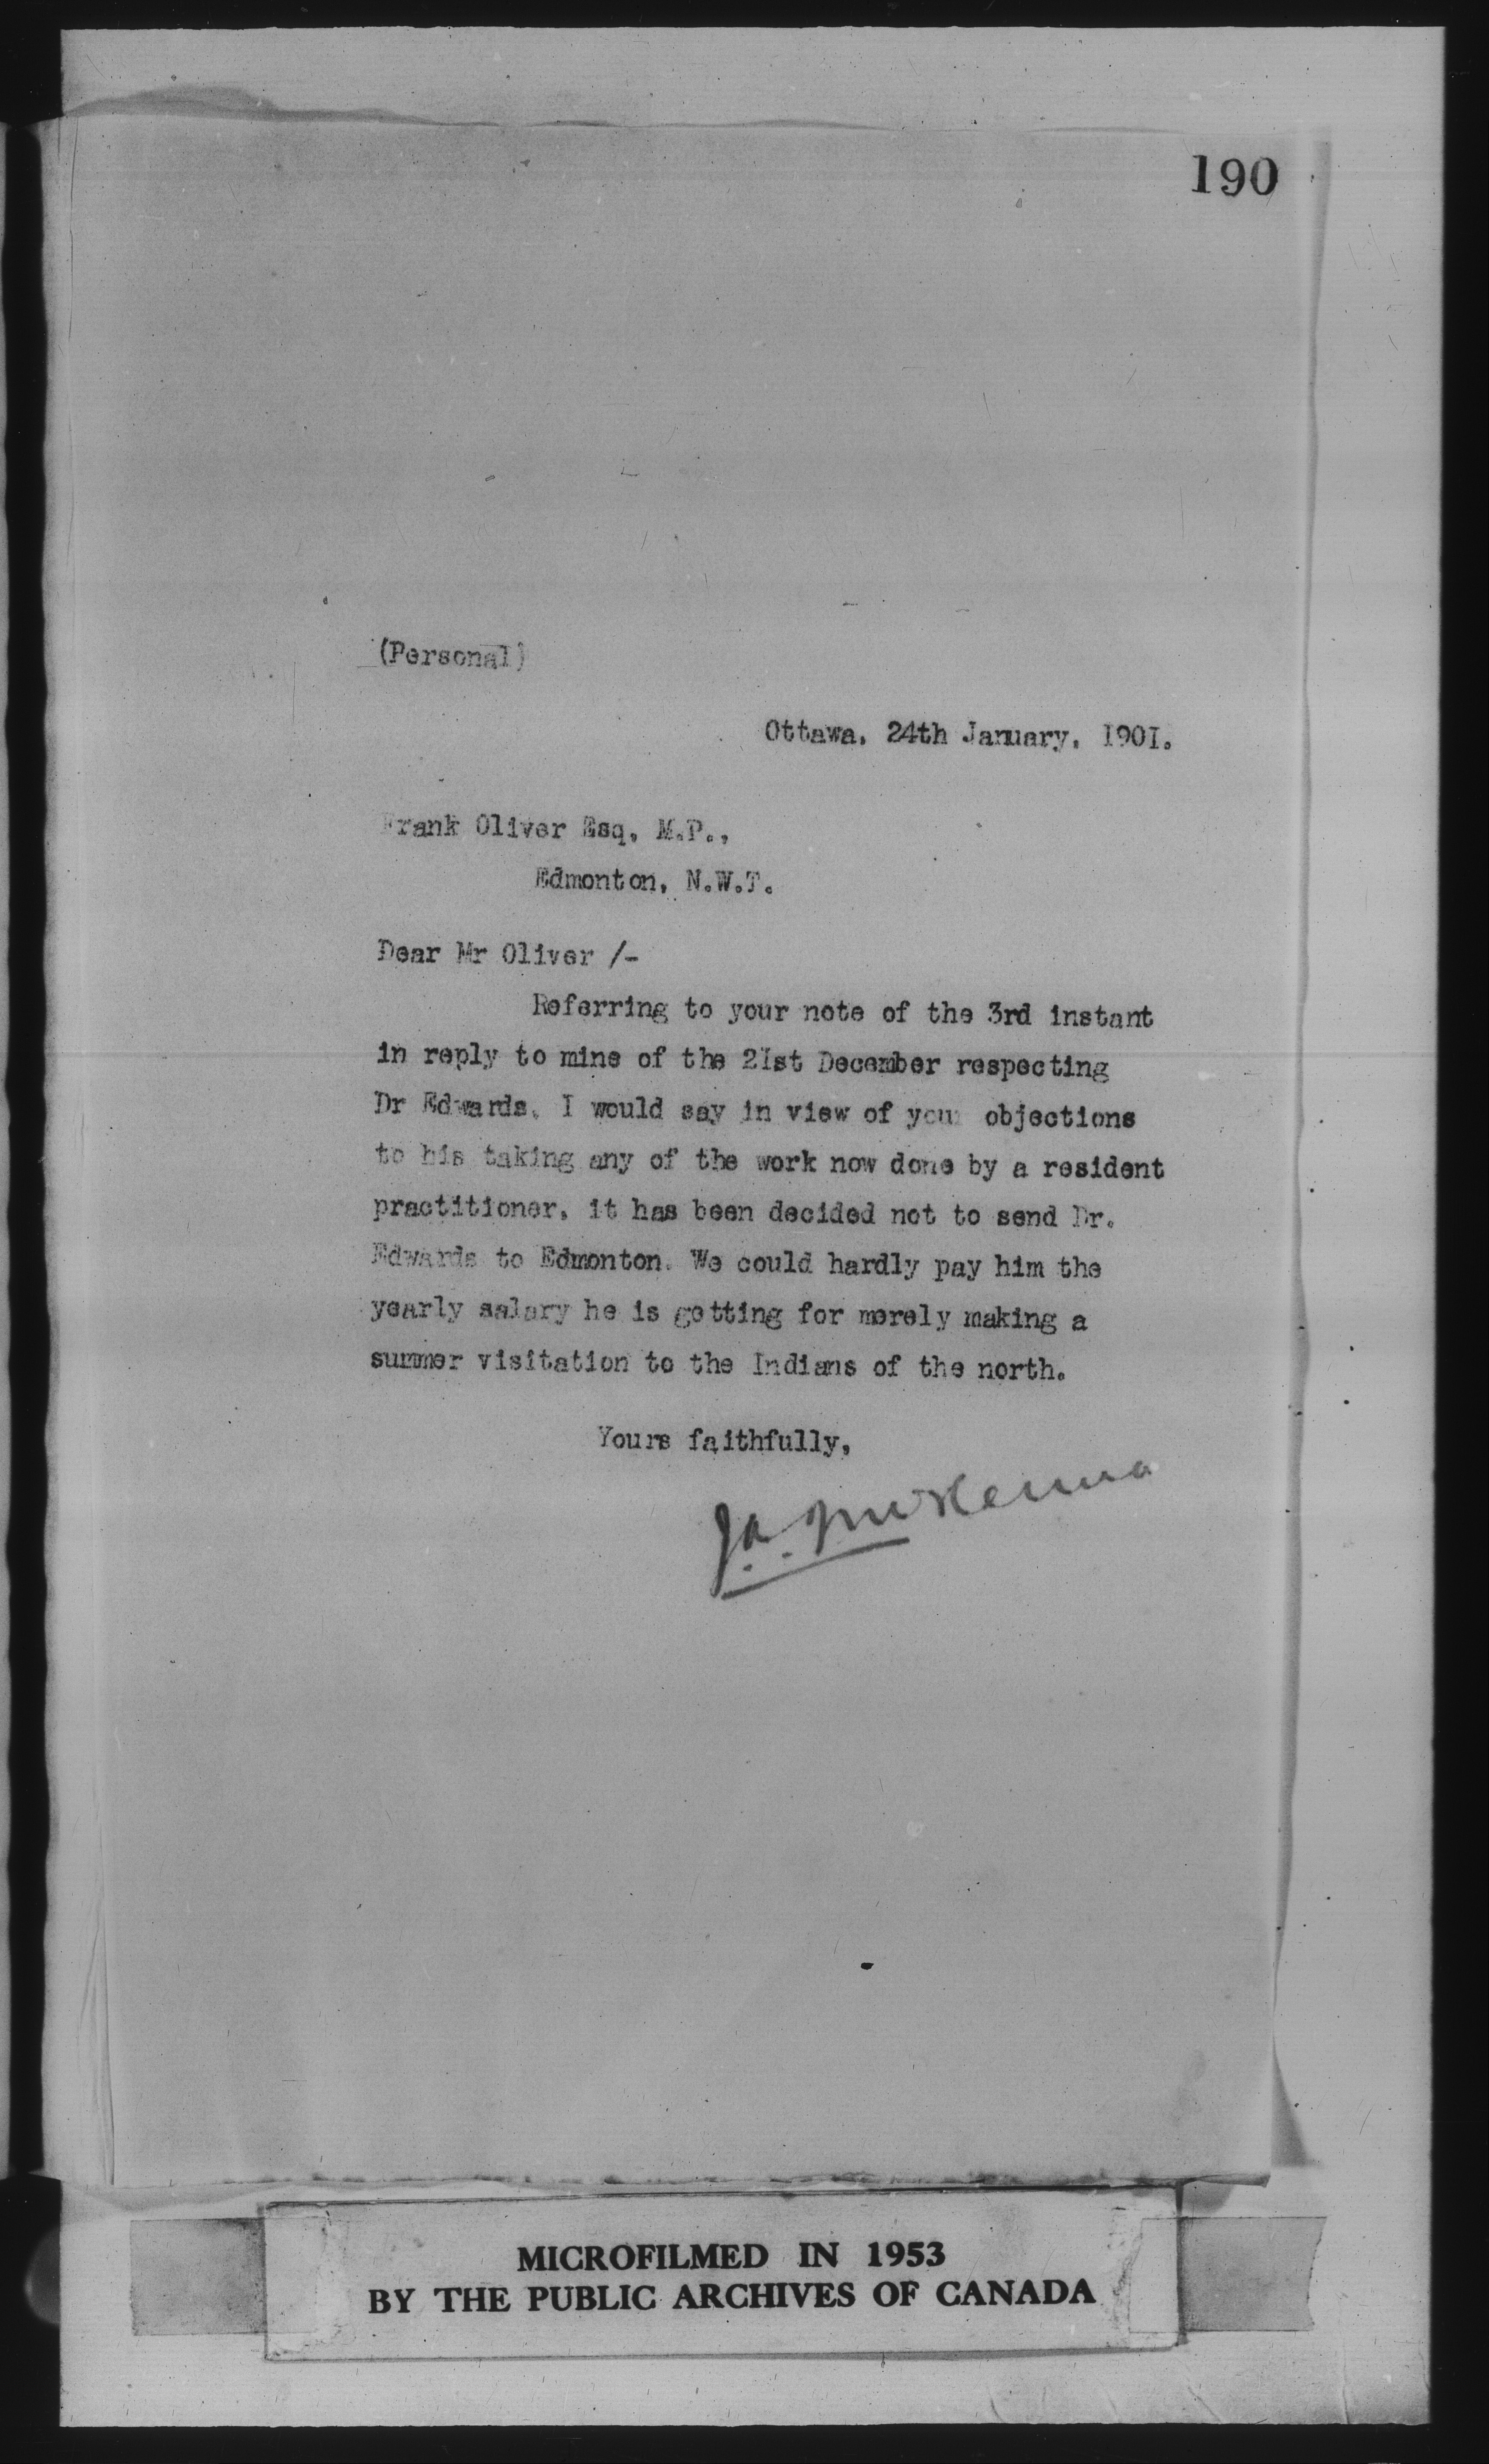 190
(Personal)
Ottawa, 24th January, 1901.
Frank Oliver Esq. M.P.,
Edmonton, N.W.T.
Dear Mr Oliver /-
Referring to your note of the 3rd instant
in reply to mine of the 21st December respecting
Dr Edwards, I would say in view of your objections
to his taking any of the work now done by a resident
practitioner, it has been decided not to send Dr.
Edwards to Edmonton. We could hardly pay him the
yearly salary he is getting for merely making a
summer visitation to the Indians of the north.
Yours faithfully,
J.A. McKenna
MICROFILMED IN 1953
BY THE PUBLIC ARCHIVES OF CANADA